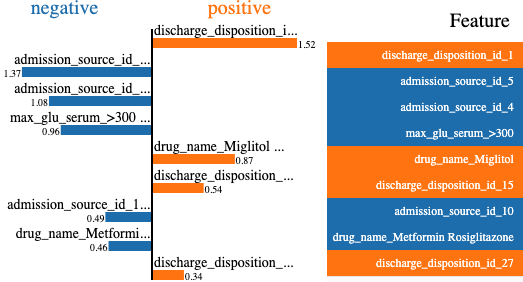 negative positive
discharge_disposition_i...
1.52
admission_source_id_...
1.37
admission_source_id_...
1.08
max_glu_serum_>300 ...
0.96
drug_name_Miglitol ...
0.87
discharge_disposition_...
0.54
admission_source_id_1...
0.49
drug_name_Metformi...
0.46
discharge_disposition_...
0.34
Feature
discharge_disposition_id_1
admission_source_id_5
admission_source_id_4
max_glu_serum_>300
drug_name_Miglitol
discharge_disposition_id_15
admission_source_id_10
drug_name_Metformin Rosiglitazone
discharge_disposition_id_27